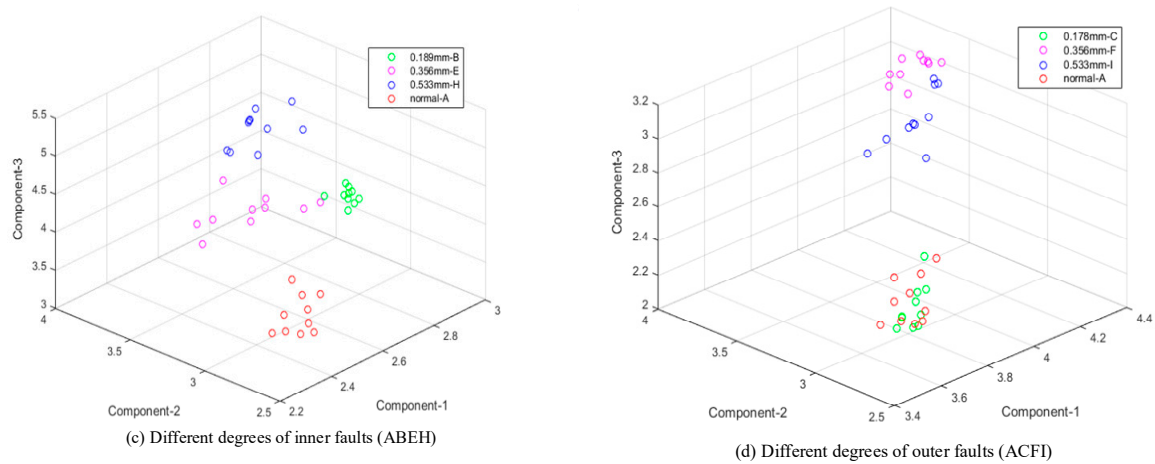 0.189mm-B
0.356mm-E
0.533mm-H
normal-A
5.5
5
4.5
4
3.5
3
Component-3
4
3.5
3
2.5
Component-2
2.2
2.4
2.6
2.8
3
Component-1
(c) Different degrees of inner faults (ABEH)
0.178mm-C
0.356mm-F
0.533mm-I
normal-A
3.2
3
2.8
2.6
2.4
2.2
2
Component-3
4
3.5
3
2.5
Component-2
3.4
3.6
3.8
4
4.2
4.4
Component-1
(d) Different degrees of outer faults (ACFI)